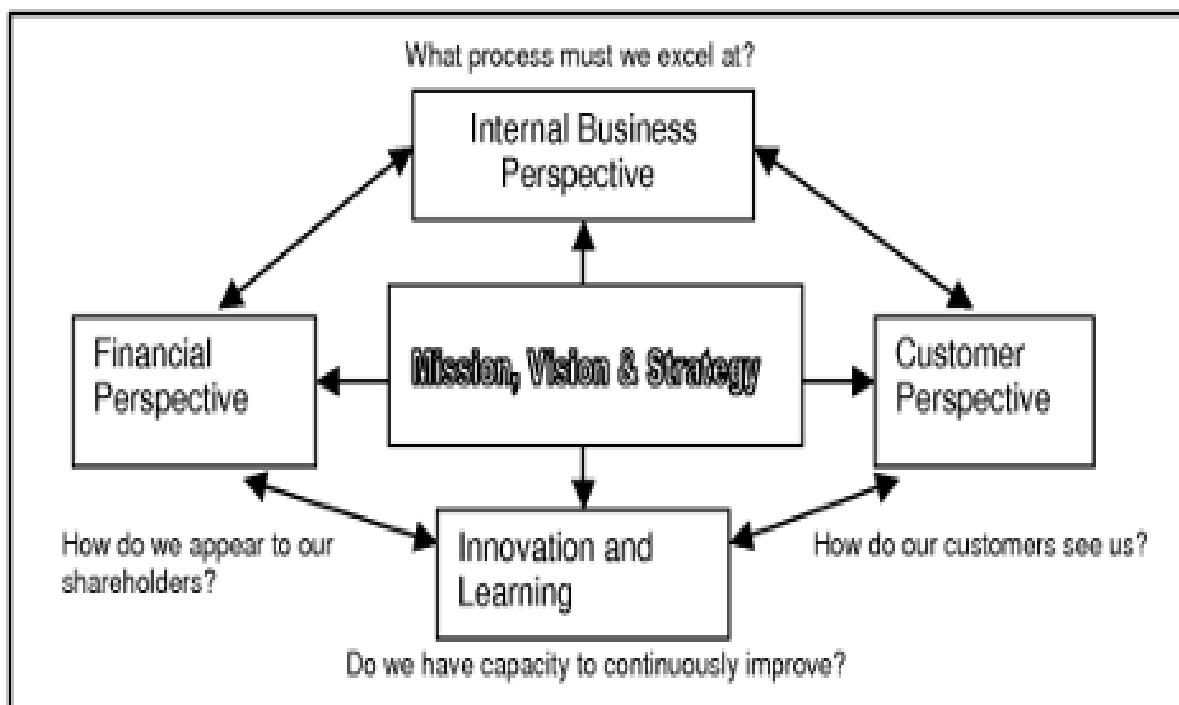 What process must we excel at?
Internal Business
Perspective
Financial
Perspective
Mission, Vision & Strategy
Customer
Perspective
How do we appear to our
shareholders?
Innovation and
Learning
How do our customers see us?
Do we have capacity to continuously improve?